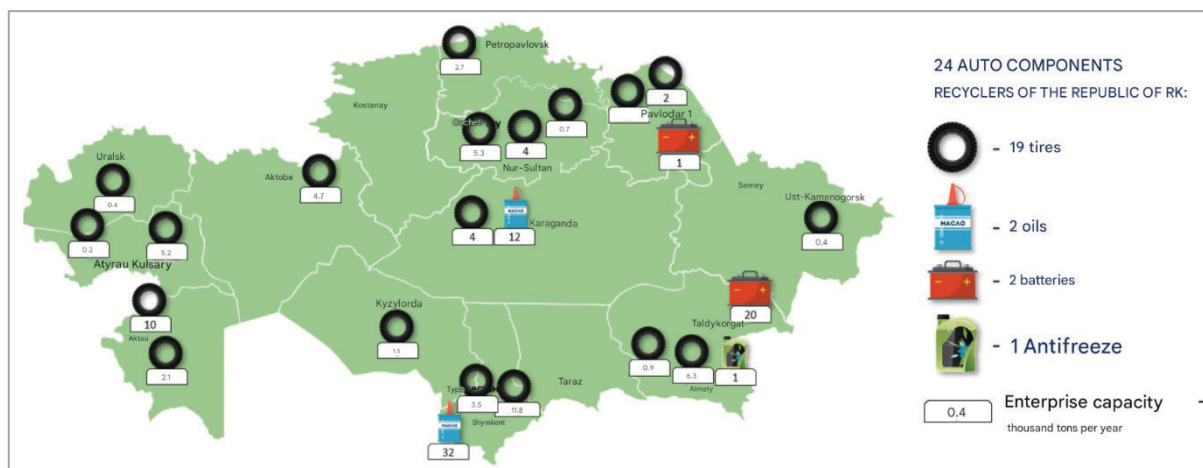 Petropavlovsk
2.7
Kostanay
2
Pavlodar 1
0.7
5.3
4
Nur-Sultan
1
Uralsk
0.4
Aktobe
4.7
Semey
Ust-Kamenogorsk
0.4
0.2
5.2
Atyrau Kulsary
4
МАСЛО
12
Karaganda
10
Aktau
2.1
Kyzylorda
1.5
20
Taldykorgat
0.9
6.3
1
Almaty
Taraz
3.5
11.8
Shymkent
МАСЛО
32
24 AUTO COMPONENTS
RECYCLERS OF THE REPUBLIC OF RK:
- 19 tires
МАСЛО
- 2 oils
- 2 batteries
- 1 Antifreeze
0.4
Enterprise capacity
thousand tons per year